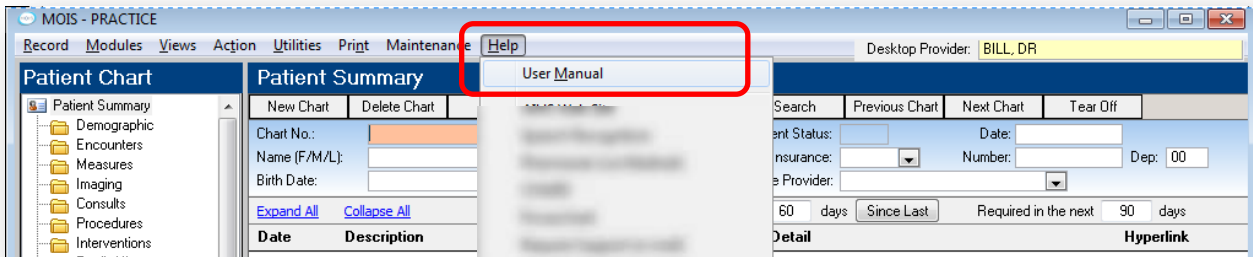 MOIS - PRACTICE
Record Modules Views Action Utilities Print Maintenance Help Desktop Provider: BILL, DR
Patient Chart Patient Summary User Manual
Patient Summary New Chart Delete Chart Search Previous Chart Next Chart Tear Off
Demographic Chart No.: ent Status: Date:
Encounters
Measures Name (F/M/L): nsurance: Number: Dep: 00
Imaging Birth Date: e Provider:
Consults
Procedures Expand All Collapse All 60 days Since Last Required in the next 90 days
Interventions Date Description Detail Hyperlink